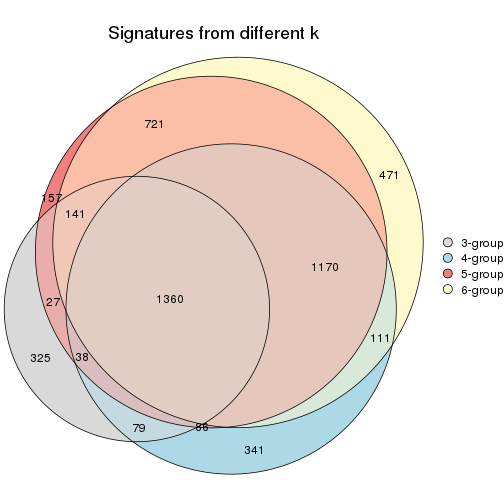 Signatures from different k
721
471
157
141
1170
3-group
4-group
5-group
6-group
27
1360
111
325
38
79
86
341